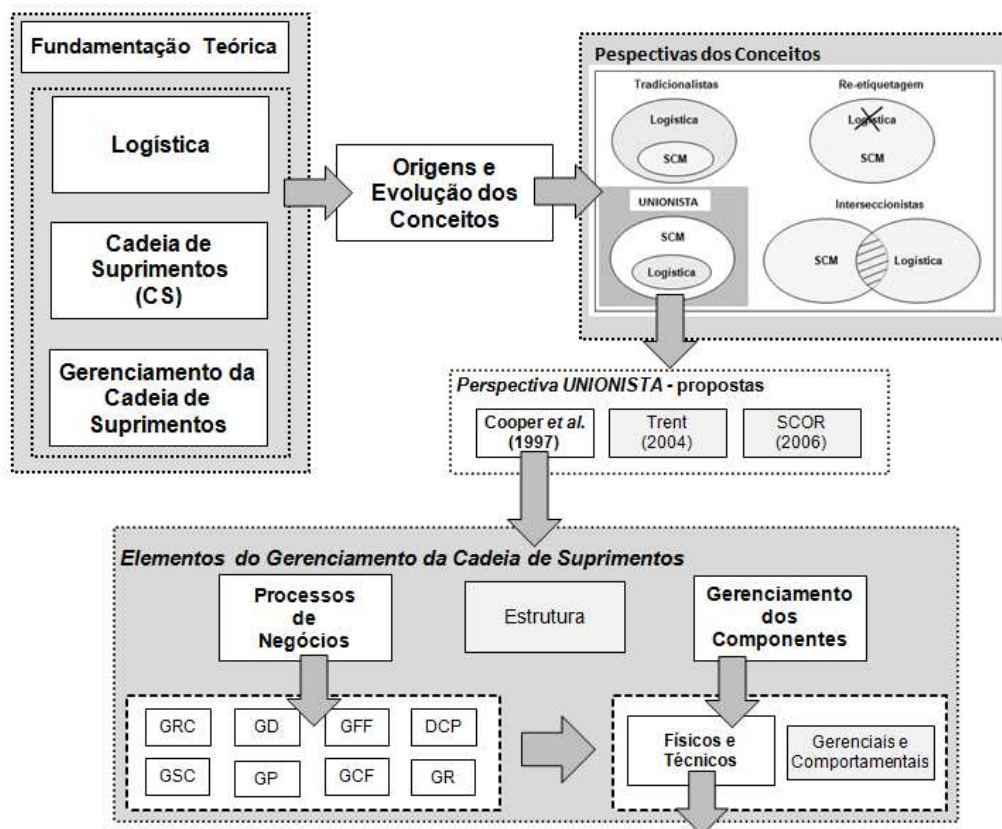 Fundamentação Teórica
Logística
Cadeia de
Suprimentos
(CS)
Gerenciamento da
Cadeia de
Suprimentos
Origens e
Evolução dos
Conceitos
Pespectivas dos Conceitos
Tradicionalistas
Logística
SCM
Re-etiquetagem
Logística
SCM
UNIONISTA
SCM
Logística
Interseccionistas
SCM
Logística
Perspectiva UNIONISTA - propostas
Cooper et al.
(1997)
Trent
(2004)
SCOR
(2006)
Elementos do Gerenciamento da Cadeia de Suprimentos
Processos
de
Negócios
Estrutura
Gerenciamento
dos
Componentes
GRC
GD
GFF
DCP
GSC
GP
GCF
GR
Físicos e
Técnicos
Gerenciais e
Comportamentais